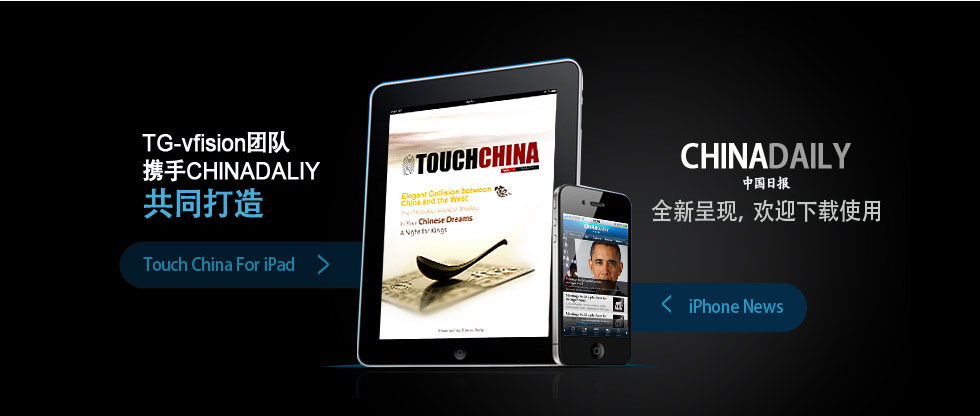 TG-vfision团队
携手CHINADALIY
共同打造
Touch China For iPad
TOUCHCHINA
Elegant Collision between
China and the West
In Your Chinese Dreams
A Night for Kings
CHINADAILY
中国日报
全新呈现, 欢迎下载使用
iPhone News
CHINADAILY